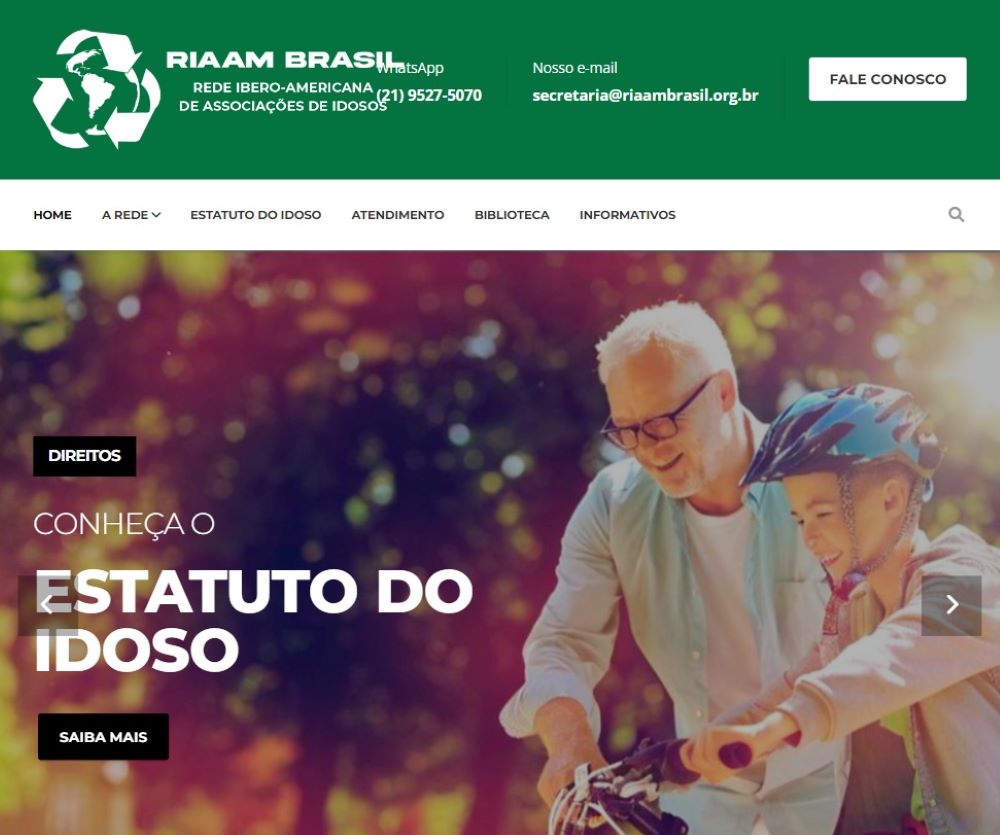 RIAAM BRASIL
REDE IBERO-AMERICANA
DE ASSOCIAÇÕES DE IDOSOS
WhatsApp
(21) 9527-5070
Nosso e-mail
secretaria@riaambrasil.org.br
FALE CONOSCO
HOME
A REDE
ESTATUTO DO IDOSO
ATENDIMENTO
BIBLIOTECA
INFORMATIVOS
DIREITOS
CONHEÇA O
ESTATUTO DO
IDOSO
SAIBA MAIS